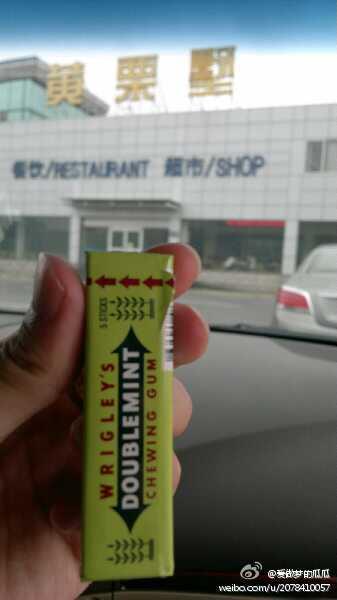 黄栗墅
餐饮/RESTAURANT 超市/SHOP
5 STICKS
WRIGLEY'S
DOUBLEMINT
CHEWING GUM
@爱做梦的瓜瓜
weibo.com/u/2078410057